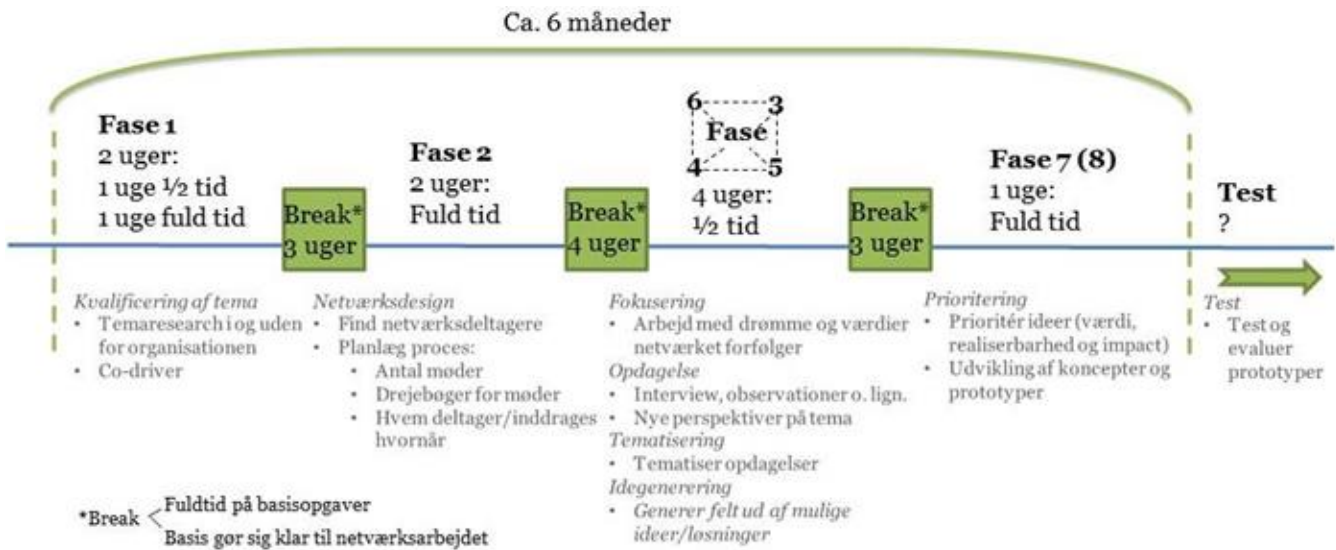 Ca. 6 måneder
Fase 1
2 uger:
1 uge ½ tid
1 uge fuld tid
Break*
3 uger
Fase 2
2 uger:
Fuld tid
Break*
4 uger
6 3
Fase
4 5
4 uger:
½ tid
Break*
3 uger
Fase 7 (8)
1 uge:
Fuld tid
Test
?
Kvalificering af tema
• Temaresearch i og uden
for organisationen
• Co-driver
Netværksdesign
• Find netværksdeltagere
• Planlæg proces:
• Antal møder
• Drejebøger for møder
• Hvem deltager/inddrages
hvornår
Fokusering
• Arbejd med drømme og værdier
netværket forfølger
Opdagelse
• Interview, observationer o. lign.
• Nye perspektiver på tema
Tematisering
• Tematiser opdagelser
Idegenerering
• Generer felt ud af mulige
ideer/løsninger
Prioritering
• Prioritér ideer (værdi,
realiserbarhed og impact)
• Udvikling af koncepter og
prototyper
Test
• Test og
evaluer
prototyper
*Break
Fuldtid på basisopgaver
Basis gør sig klar til netværksarbejdet